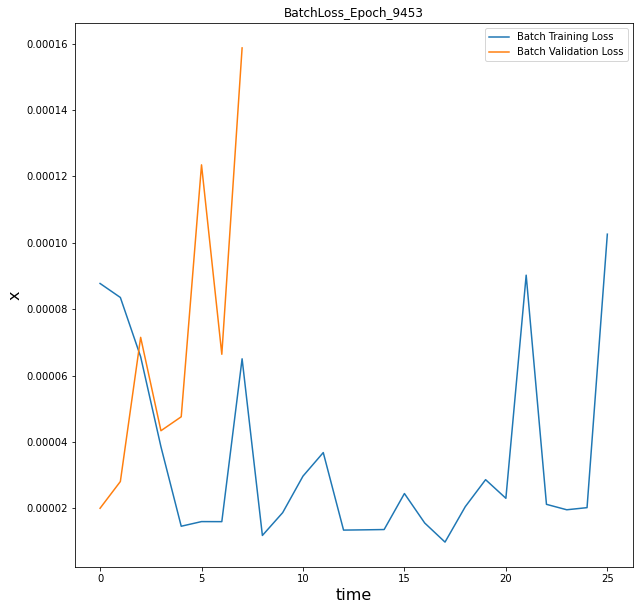 BatchLoss_Epoch_9453
Batch Training Loss
Batch Validation Loss
0.00016
0.00014
0.00012
0.00010
0.00008
0.00006
0.00004
0.00002
x
0 5 10 15 20 25
time